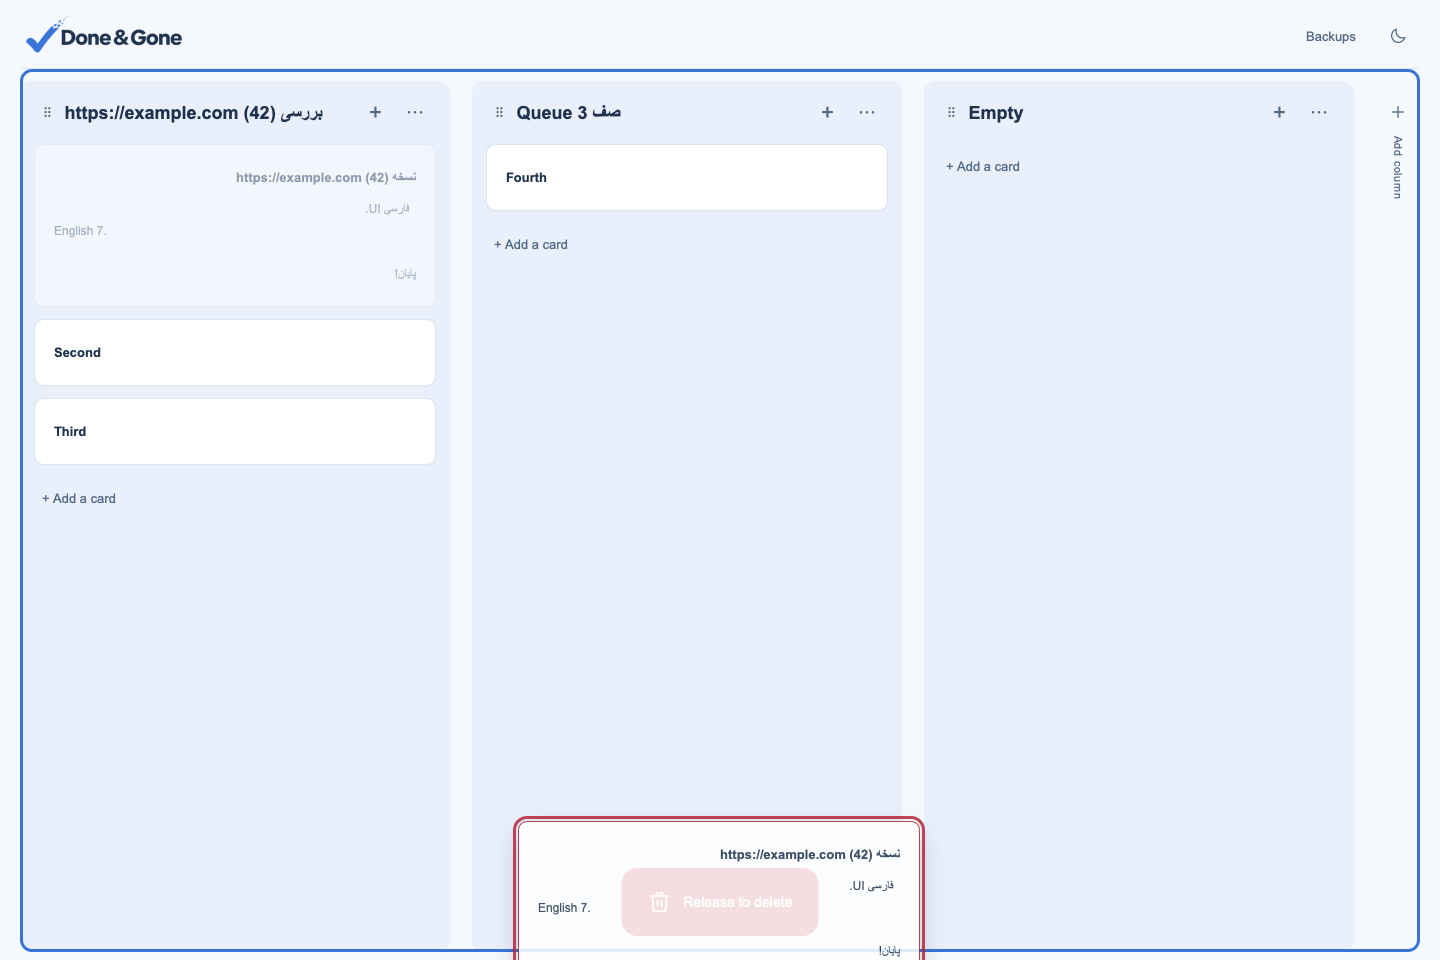 Done & Gone
Backups
https://example.com (42) بررسی
+
...
نسخه (42) https://example.com
فارسی UI.
English 7.
پایان!
Second
Third
+ Add a card
Queue 3 صف
+
...
Fourth
+ Add a card
Empty
+
...
+ Add a card
+
Add column
نسخه (42) https://example.com
فارسی UI.
English 7.
Release to delete
پایان!